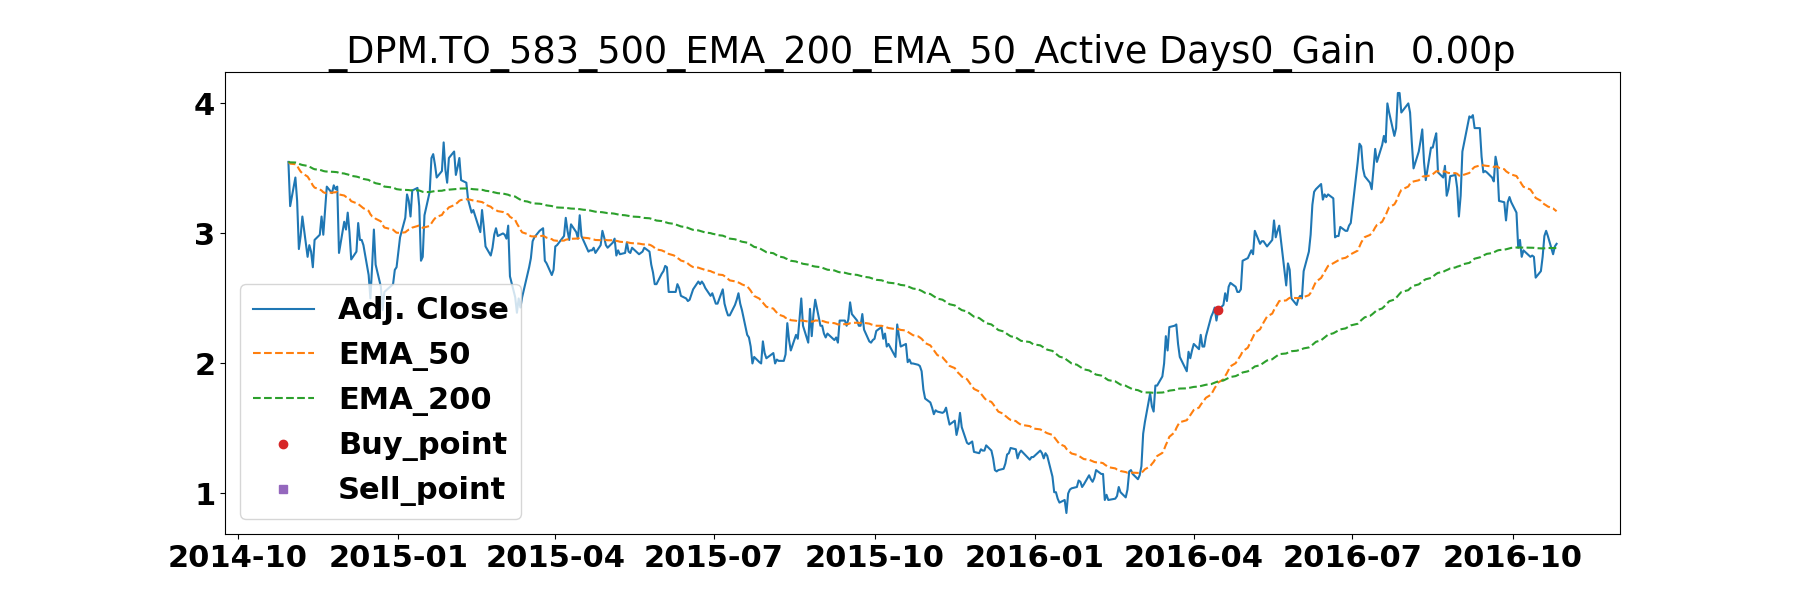 _DPM.TO_583_500_EMA_200_EMA_50_Active Days0_Gain   0.00p
4
3
2
1
Adj. Close
EMA_50
EMA_200
Buy_point
Sell_point
2014-10 2015-01 2015-04 2015-07 2015-10 2016-01 2016-04 2016-07 2016-10